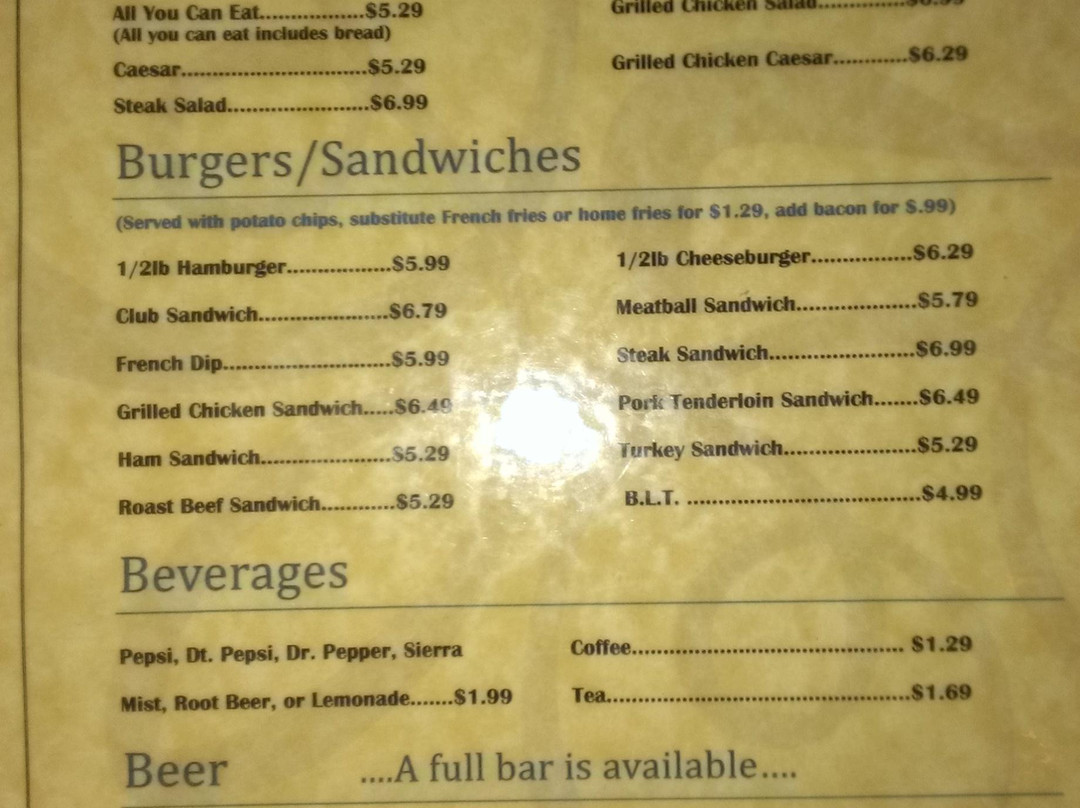 All You Can Eat..................$5.29
(All you can eat includes bread)
Caesar................................$5.29
Steak Salad........................$6.99
Grilled Chicken Salad...............
Grilled Chicken Caesar............$6.29
Burgers/Sandwiches
(Served with potato chips, substitute French fries or home fries for $1.29, add bacon for $.99)
1/2lb Hamburger..................$5.99
Club Sandwich......................$6.79
French Dip.............................$5.99
Grilled Chicken Sandwich.....$6.49
Ham Sandwich.......................$5.29
Roast Beef Sandwich.............$5.29
1/2lb Cheeseburger.................$6.29
Meatball Sandwich.....................$5.79
Steak Sandwich.........................$6.99
Pork Tenderloin Sandwich.......$6.49
Turkey Sandwich.......................$5.29
B.L.T. ........................................$4.99
Beverages
Pepsi, Dt. Pepsi, Dr. Pepper, Sierra
Mist, Root Beer, or Lemonade.......$1.99
Coffee............................................... $1.29
Tea....................................................$1.69
Beer ....A full bar is available....